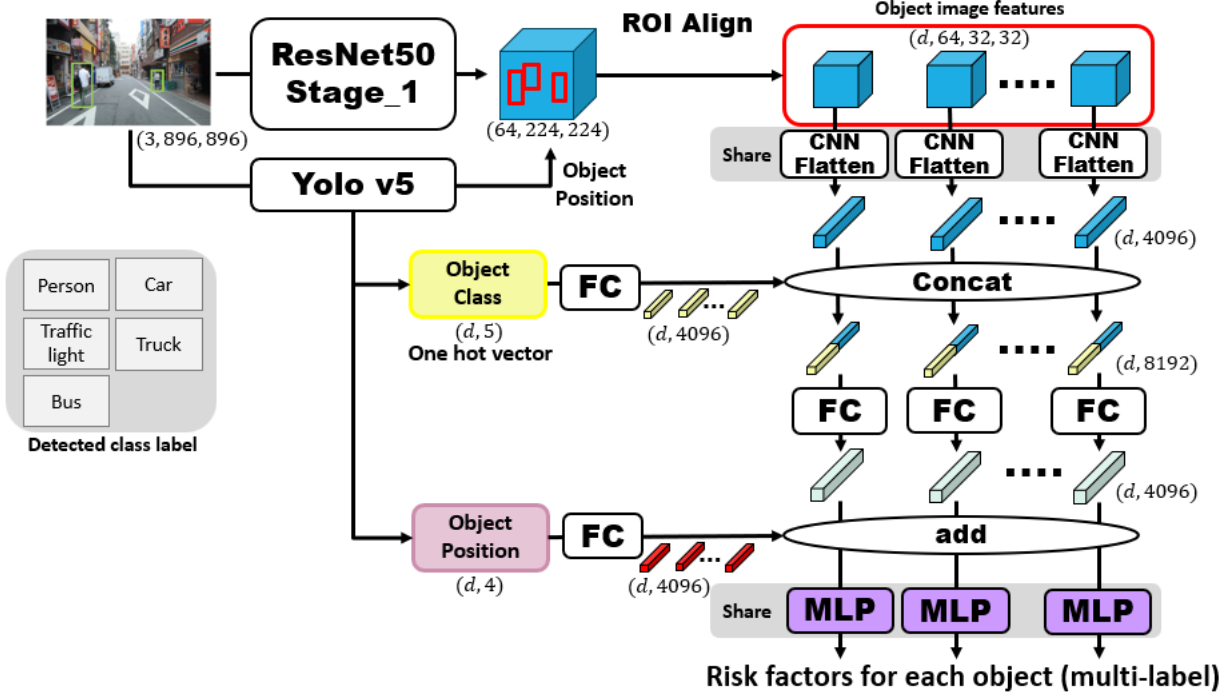 ROI Align
Object image features
(d, 64, 32, 32)
ResNet50
Stage_1
(3, 896, 896)
(64, 224, 224)
Share
CNN
Flatten
CNN
Flatten
CNN
Flatten
Yolo v5
Object
Position
(d, 4096)
Person
Car
Traffic
light
Truck
Bus
Detected class label
Object
Class
(d, 5)
One hot vector
FC
(d, 4096)
Concat
(d, 8192)
FC
FC
FC
(d, 4096)
Object
Position
(d, 4)
FC
(d, 4096)
add
Share
MLP
MLP
MLP
Risk factors for each object (multi-label)